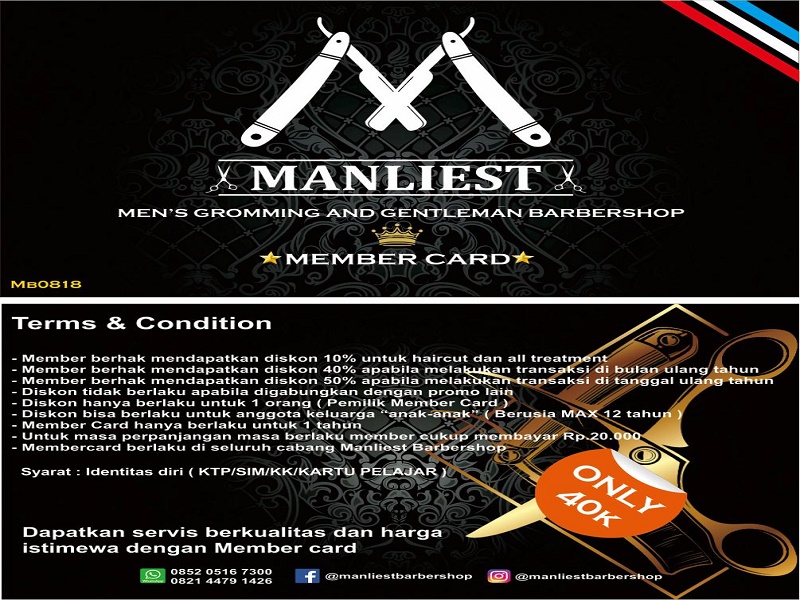 MANLIEST
MEN'S GROMMING AND GENTLEMAN BARBERSHOP
MEMBER CARD
MB0818
Terms & Condition
- Member berhak mendapatkan diskon 10% untuk haircut dan all treatment
- Member berhak mendapatkan diskon 40% apabila melakukan transaksi di bulan ulang tahun
- Member berhak mendapatkan diskon 50% apabila melakukan transaksi di tanggal ulang tahun
- Diskon tidak berlaku apabila digabungkan dengan promo lain
- Diskon hanya berlaku untuk 1 orang ( Pemilik Member Card )
- Diskon bisa berlaku untuk anggota keluarga "anak-anak" ( Berusia MAX 12 tahun )
- Member Card hanya berlaku untuk 1 tahun
- Untuk masa perpanjangan masa berlaku member cukup membayar Rp.20.000
- Membercard berlaku di seluruh cabang Manliest Barbershop
Syarat : Identitas diri ( KTP/SIM/KK/KARTU PELAJAR )
ONLY
40K
Dapatkan servis berkualitas dan harga
istimewa dengan Member card
0852 0516 7300
0821 4479 1426
@manliestbarbershop
@manliestbarbershop